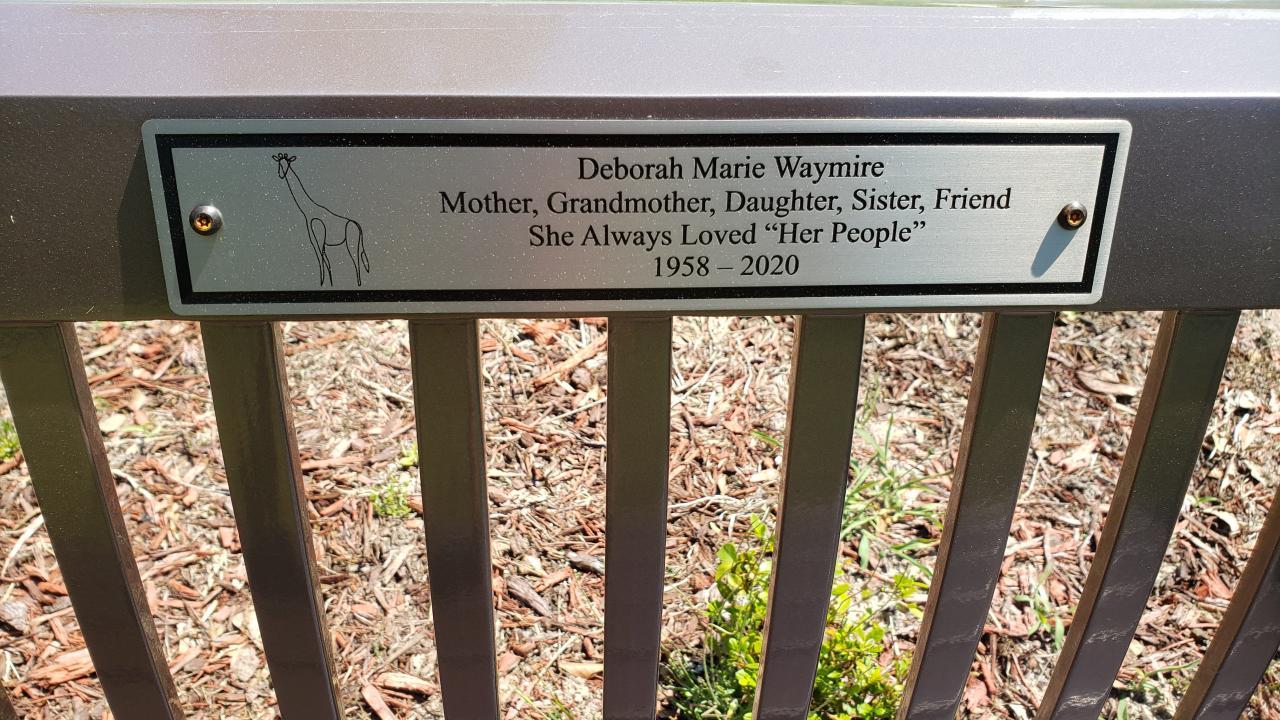 Deborah Marie Waymire
Mother, Grandmother, Daughter, Sister, Friend
She Always Loved “Her People”
1958 – 2020